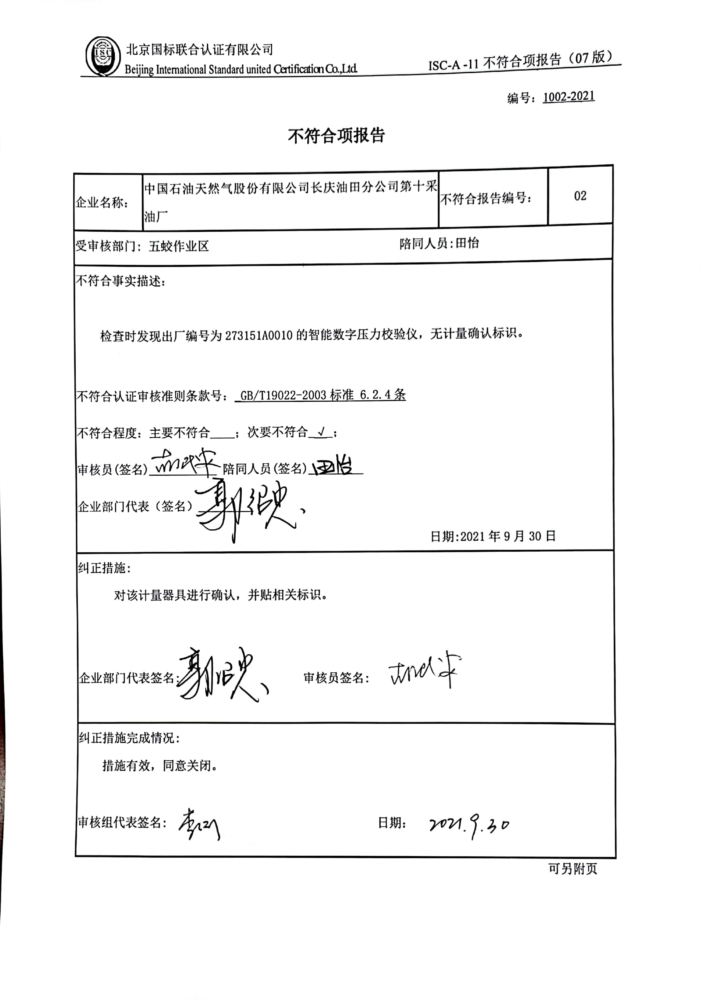 ISC
北京国标联合认证有限公司
Beijing International Standard united Certification Co.,Ltd.
ISC-A -11 不符合项报告（07 版）
编号：1002-2021
不符合项报告
企业名称：
中国石油天然气股份有限公司长庆油田分公司第十采
油厂
不符合报告编号：
02
受审核部门：五蛟作业区 陪同人员:田怡
不符合事实描述：
检查时发现出厂编号为 273151A0010 的智能数字压力校验仪，无计量确认标识。
不符合认证审核准则条款号： GB/T19022-2003 标准 6.2.4 条
不符合程度：主要不符合____；次要不符合 √ ；
审核员(签名) 陪同人员(签名) 田怡
企业部门代表（签名）
日期:2021 年 9 月 30 日
纠正措施：
对该计量器具进行确认，并贴相关标识。
企业部门代表签名: 审核员签名：
纠正措施完成情况：
措施有效，同意关闭。
审核组代表签名： 日期： 2021.9.30
可另附页